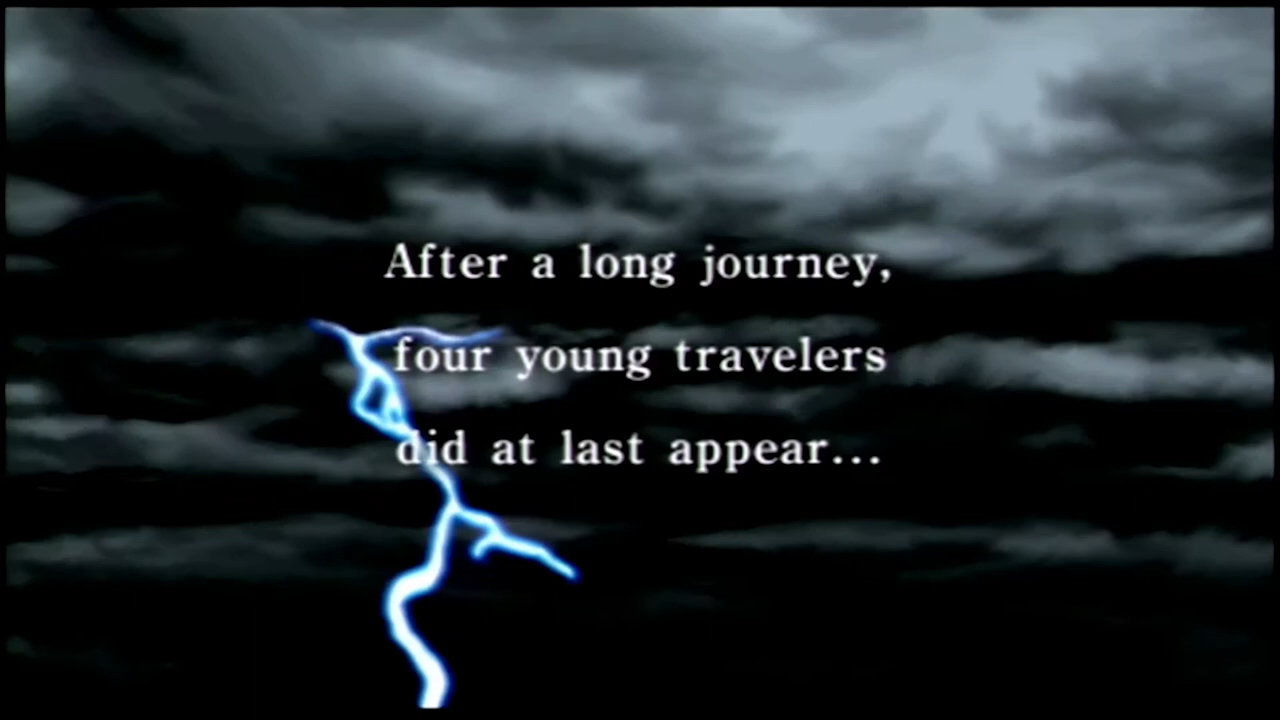 After a long journey,
four young travelers
did at last appear...